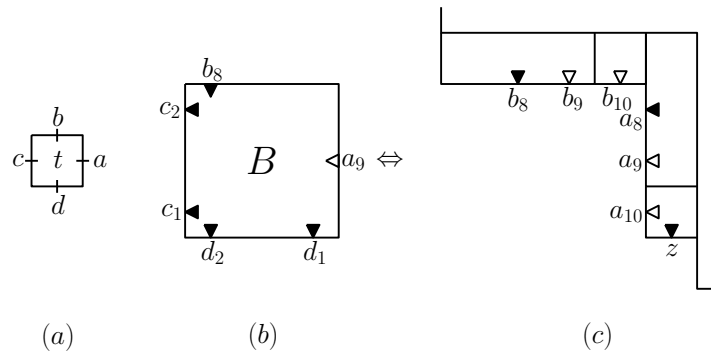 b
c t a
d
(a)
b₈
c₂
B a₉ ⇔
c₁
d₂ d₁
(b)
b₈ b₉ b₁₀
a₈
a₉
a₁₀
z
(c)